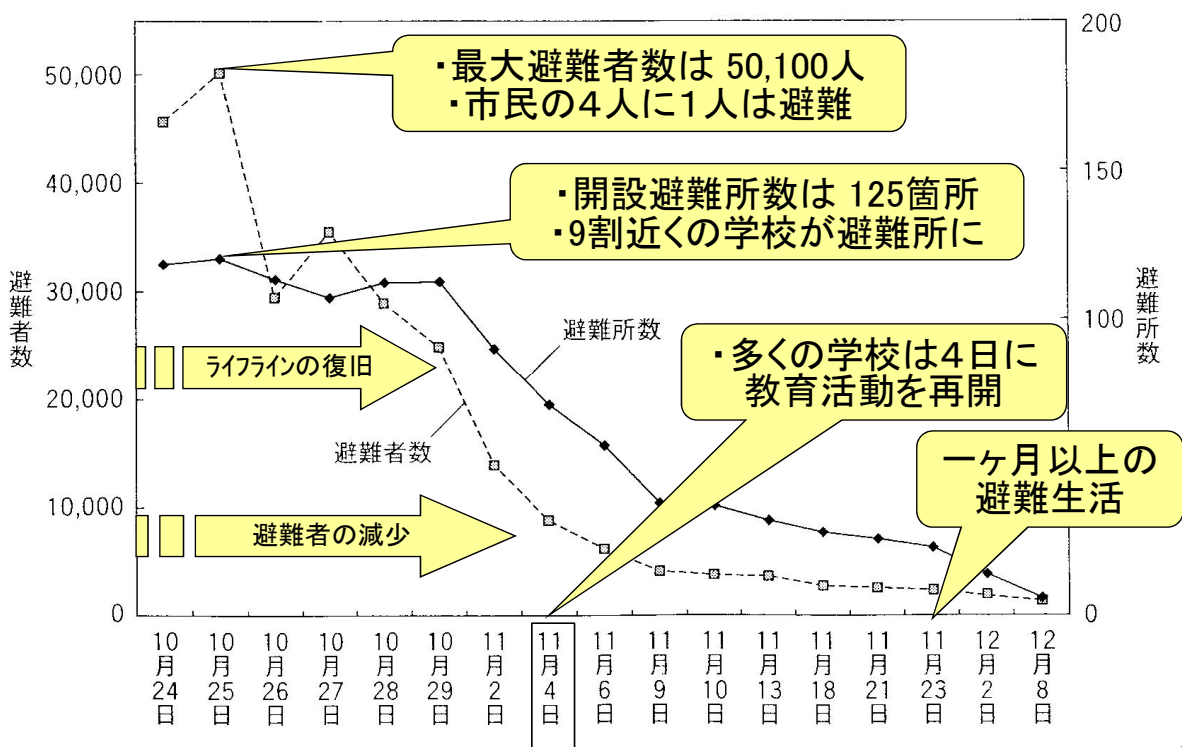 200
・最大避難者数は 50,100人
・市民の４人に１人は避難
50,000
150
40,000
・開設避難所数は 125箇所
・9割近くの学校が避難所に
避難者数
避難所数
30,000
避難所数
100
・多くの学校は４日に
教育活動を再開
ライフラインの復旧
20,000
避難者数
一ヶ月以上の
避難生活
10,000
避難者の減少
0
0
10月24日
10月25日
10月26日
10月27日
10月28日
10月29日
11月2日
11月4日
11月6日
11月9日
11月10日
11月13日
11月18日
11月21日
11月23日
12月2日
12月8日